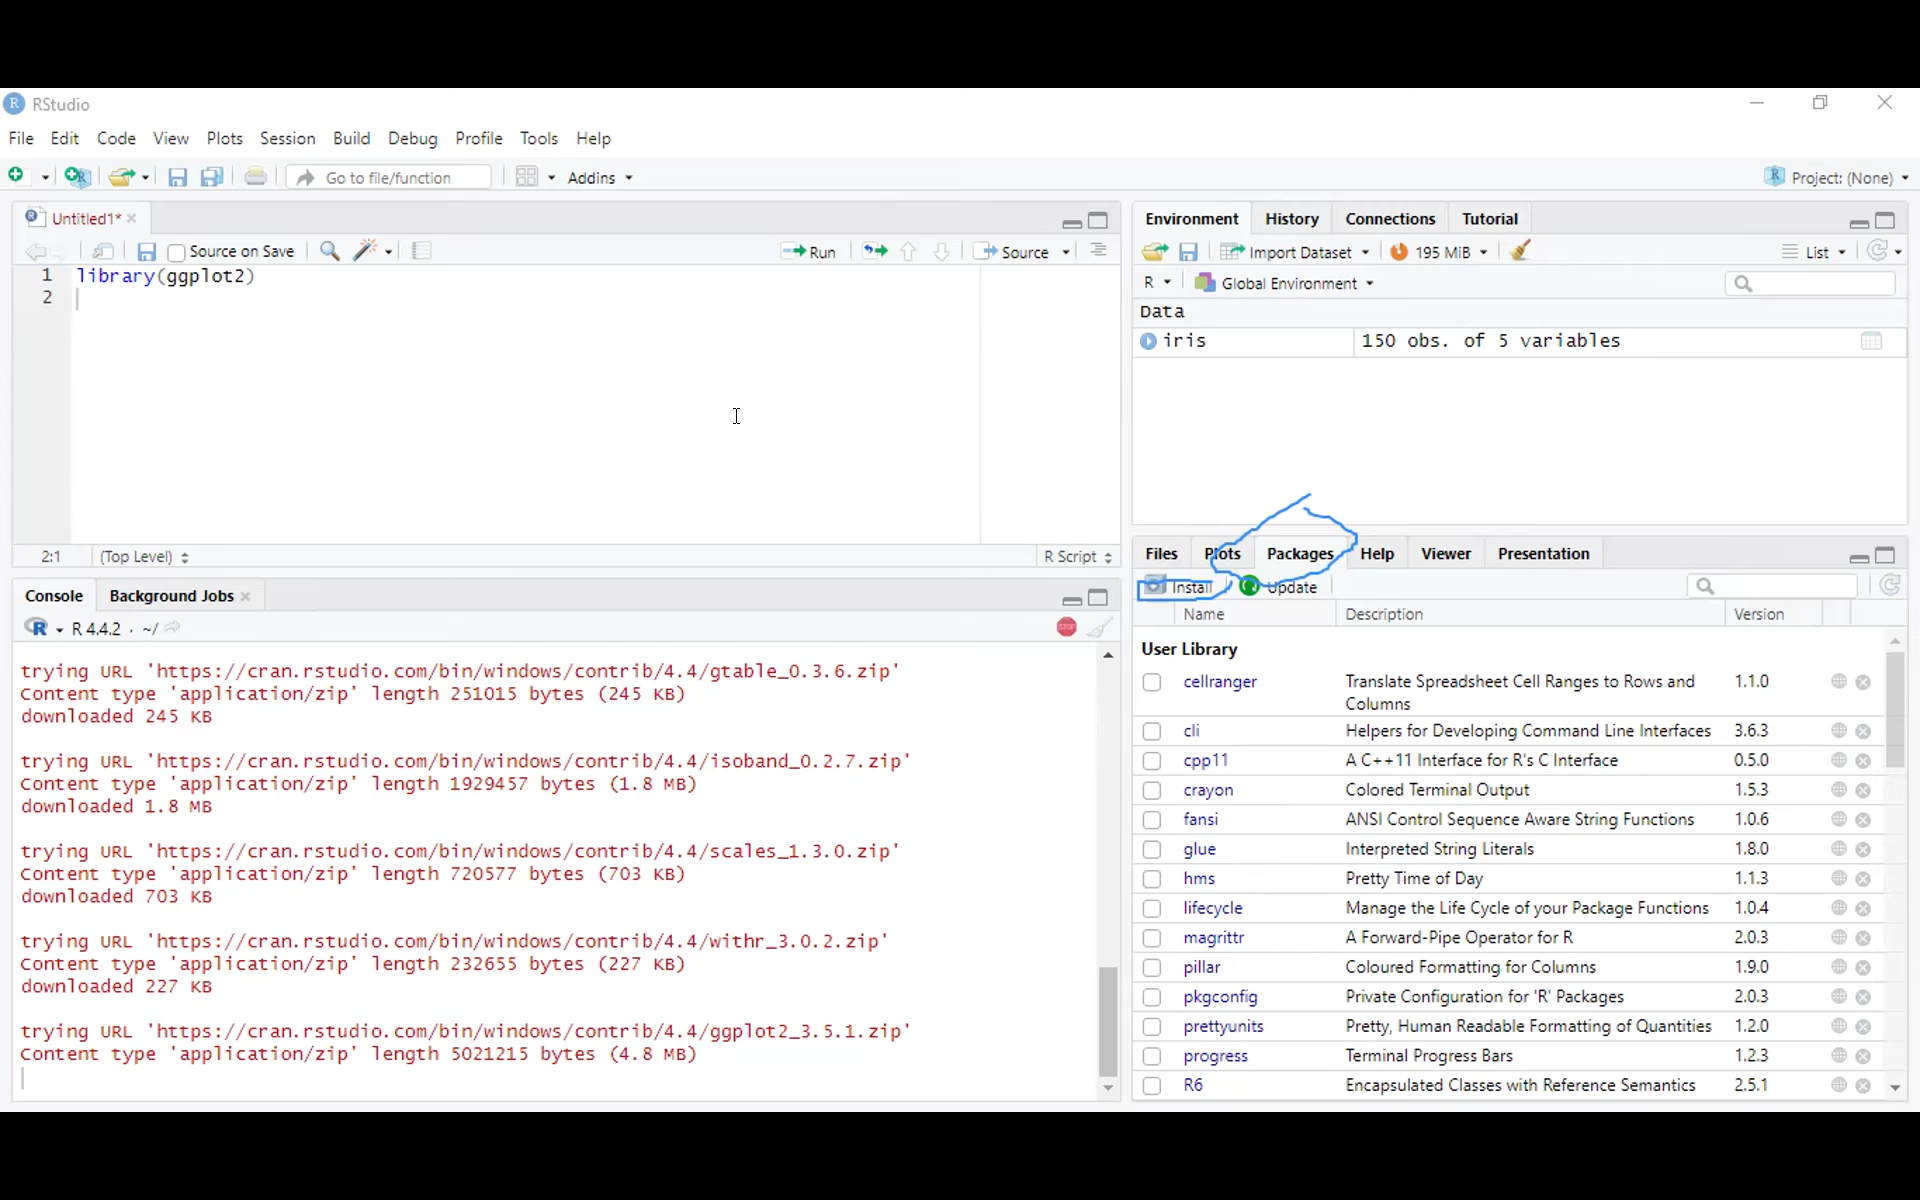 RStudio
File Edit Code View Plots Session Build Debug Profile Tools Help
Go to file/function Addins Project: (None)
Untitled1*
Source on Save Run Source
1 library(ggplot2)
2
2:1 (Top Level) R Script
Console Background Jobs
R 4.4.2 . ~/
trying URL 'https://cran.rstudio.com/bin/windows/contrib/4.4/gtable_0.3.6.zip'
Content type 'application/zip' length 251015 bytes (245 KB)
downloaded 245 KB
trying URL 'https://cran.rstudio.com/bin/windows/contrib/4.4/isoband_0.2.7.zip'
Content type 'application/zip' length 1929457 bytes (1.8 MB)
downloaded 1.8 MB
trying URL 'https://cran.rstudio.com/bin/windows/contrib/4.4/scales_1.3.0.zip'
Content type 'application/zip' length 720577 bytes (703 KB)
downloaded 703 KB
trying URL 'https://cran.rstudio.com/bin/windows/contrib/4.4/withr_3.0.2.zip'
Content type 'application/zip' length 232655 bytes (227 KB)
downloaded 227 KB
trying URL 'https://cran.rstudio.com/bin/windows/contrib/4.4/ggplot2_3.5.1.zip'
Content type 'application/zip' length 5021215 bytes (4.8 MB)
Environment History Connections Tutorial
Import Dataset 195 MiB List
R Global Environment
Data
iris 150 obs. of 5 variables
Files Plots Packages Help Viewer Presentation
Install Update
Name Description Version
User Library
cellranger Translate Spreadsheet Cell Ranges to Rows and 1.1.0
Columns
cli Helpers for Developing Command Line Interfaces 3.6.3
cpp11 A C++11 Interface for R's C Interface 0.5.0
crayon Colored Terminal Output 1.5.3
fansi ANSI Control Sequence Aware String Functions 1.0.6
glue Interpreted String Literals 1.8.0
hms Pretty Time of Day 1.1.3
lifecycle Manage the Life Cycle of your Package Functions 1.0.4
magrittr A Forward-Pipe Operator for R 2.0.3
pillar Coloured Formatting for Columns 1.9.0
pkgconfig Private Configuration for 'R' Packages 2.0.3
prettyunits Pretty, Human Readable Formatting of Quantities 1.2.0
progress Terminal Progress Bars 1.2.3
R6 Encapsulated Classes with Reference Semantics 2.5.1